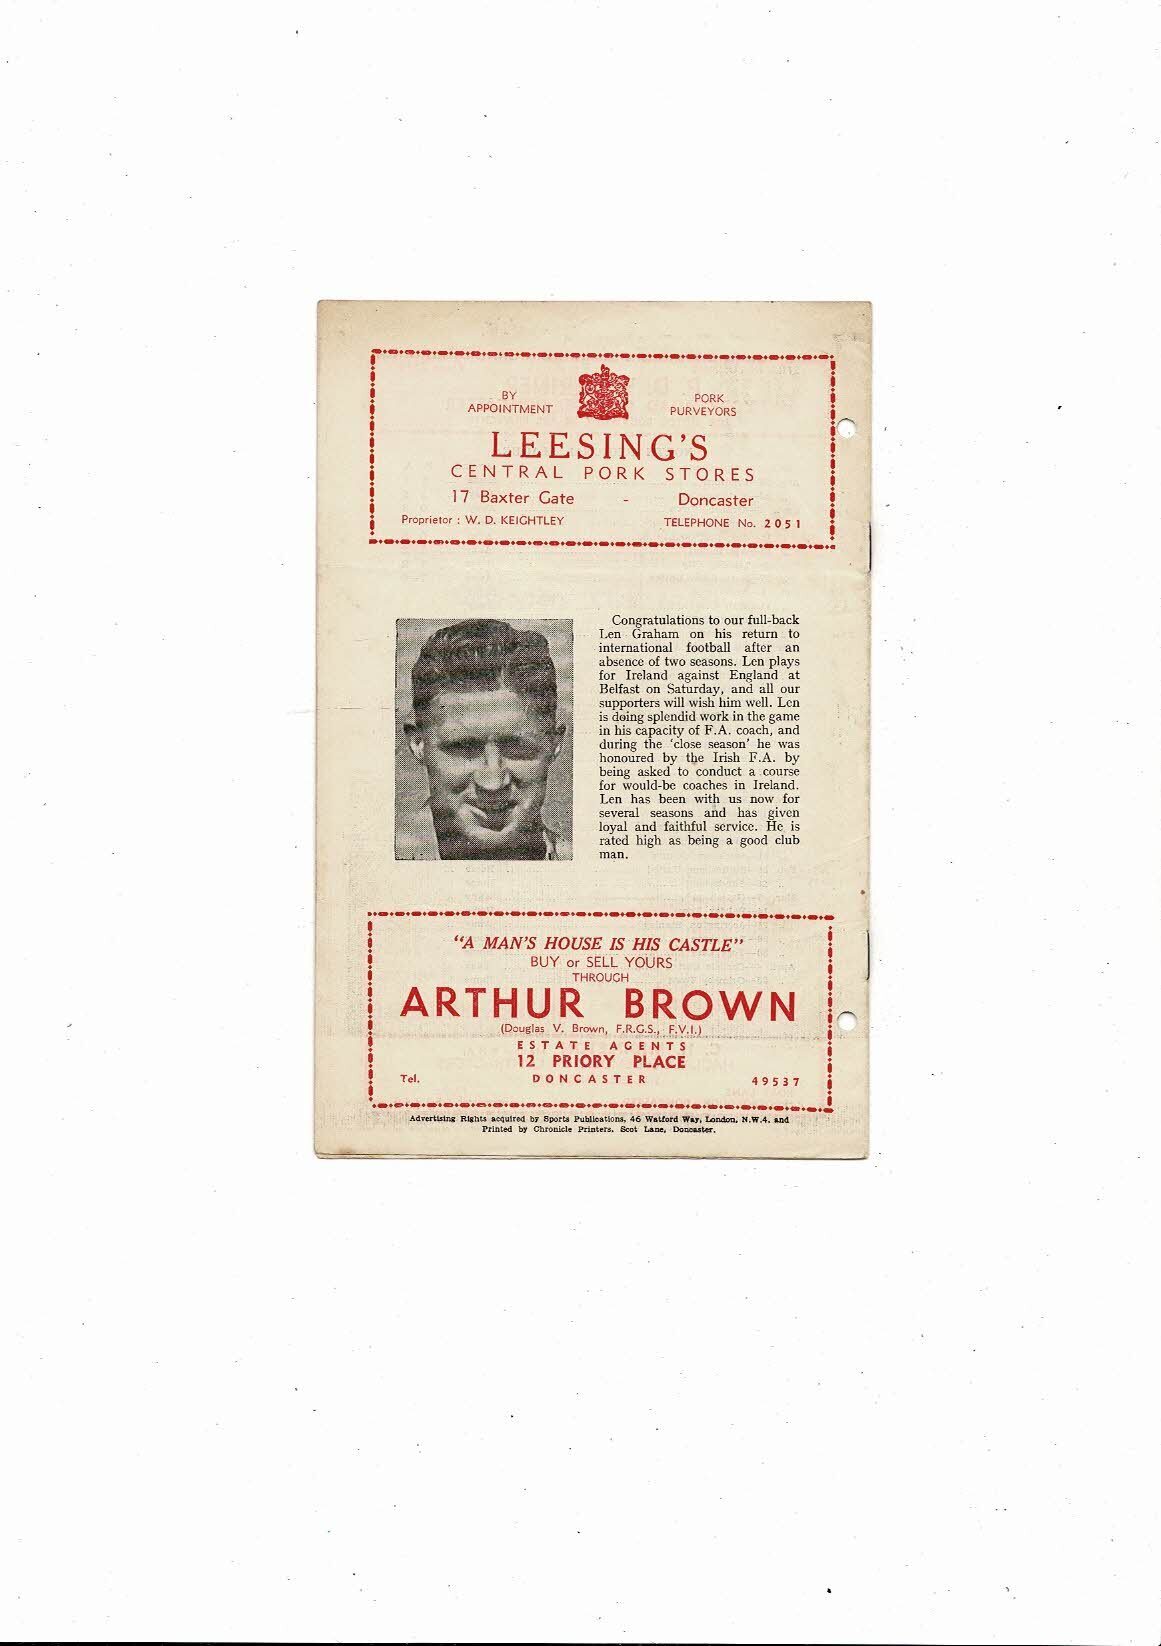 BY
APPOINTMENT
PORK
PURVEYORS
LEESING'S
CENTRAL PORK STORES
17 Baxter Gate - Doncaster
Proprietor : W. D. KEIGHTLEY TELEPHONE No. 2051
Congratulations to our full-back
Len Graham on his return to
international football after an
absence of two seasons. Len plays
for Ireland against England at
Belfast on Saturday, and all our
supporters will wish him well. Len
is doing splendid work in the game
in his capacity of F.A. coach, and
during the 'close season' he was
honoured by the Irish F.A. by
being asked to conduct a course
for would-be coaches in Ireland.
Len has been with us now for
several seasons and has given
loyal and faithful service. He is
rated high as being a good club
man.
"A MAN'S HOUSE IS HIS CASTLE"
BUY or SELL YOURS
THROUGH
ARTHUR BROWN
(Douglas V. Brown, F.R.G.S., F.V.I.)
ESTATE AGENTS
12 PRIORY PLACE
Tel. DONCASTER 49537
Advertising Rights acquired by Sports Publications, 46 Watford Way, London, N.W.4. and
Printed by Chronicle Printers, Scot Lane, Doncaster.